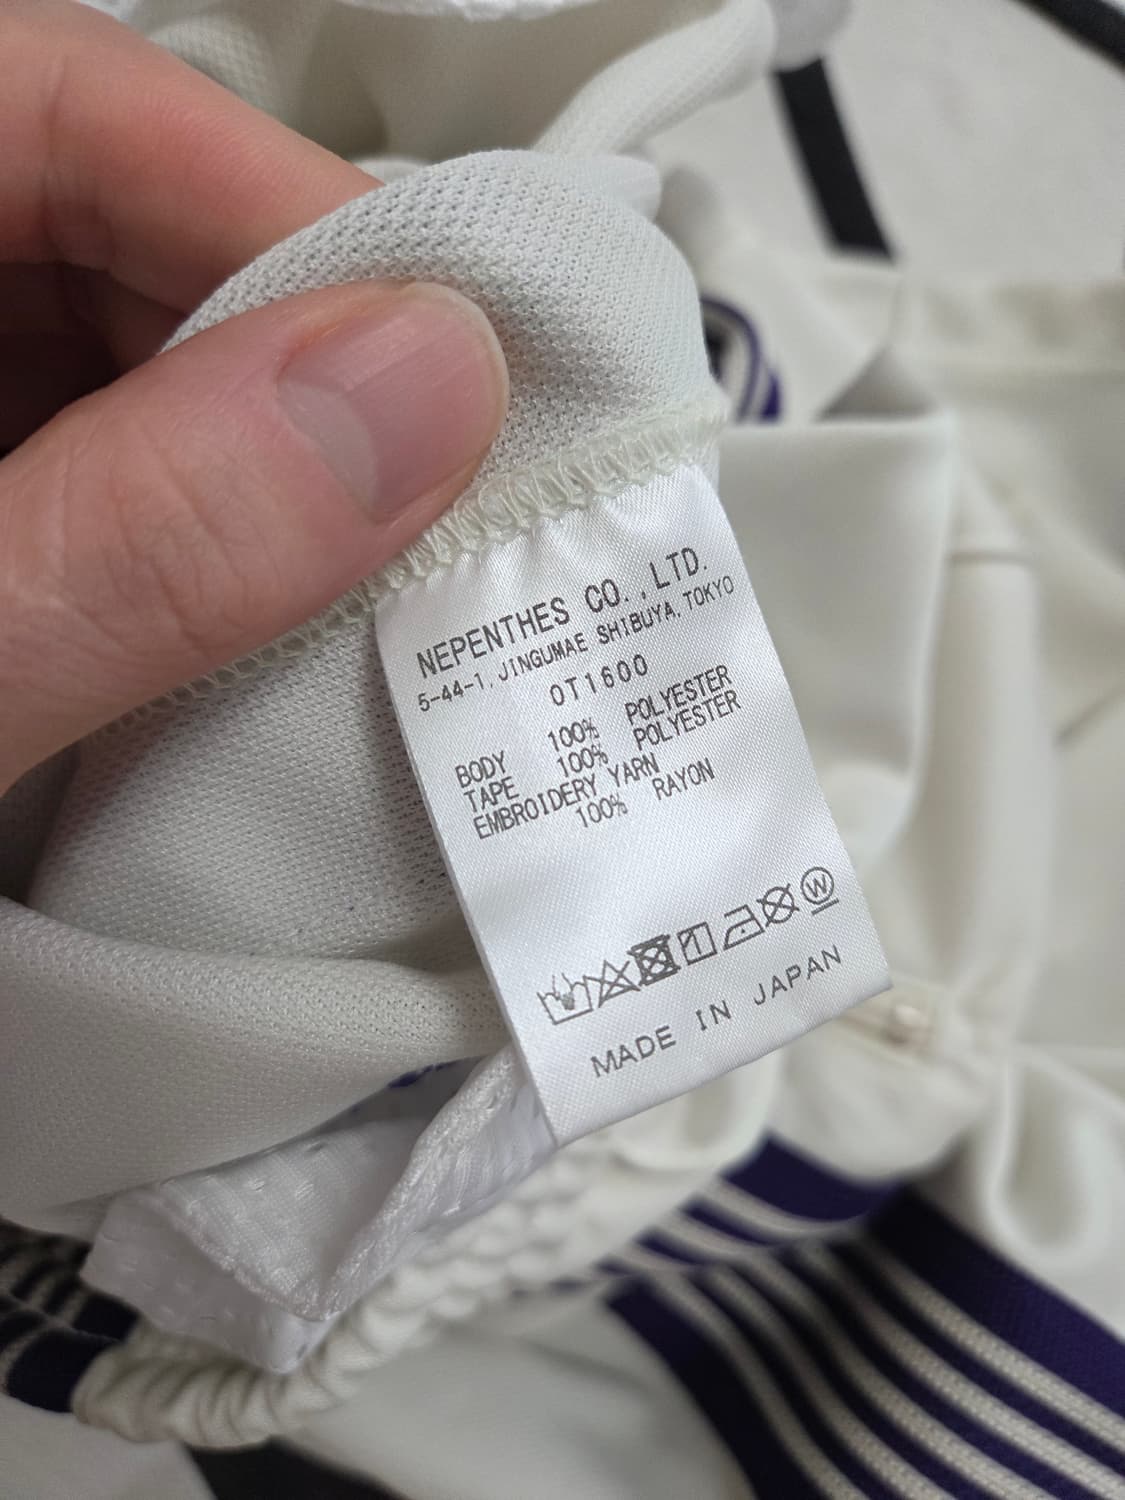 NEPENTHES CO.,LTD.
5-44-1, JINGUMAE SHIBUYA, TOKYO
OT1600
BODY 100% POLYESTER
TAPE 100% POLYESTER
EMBROIDERY YARN
100% RAYON
W
MADE IN JAPAN